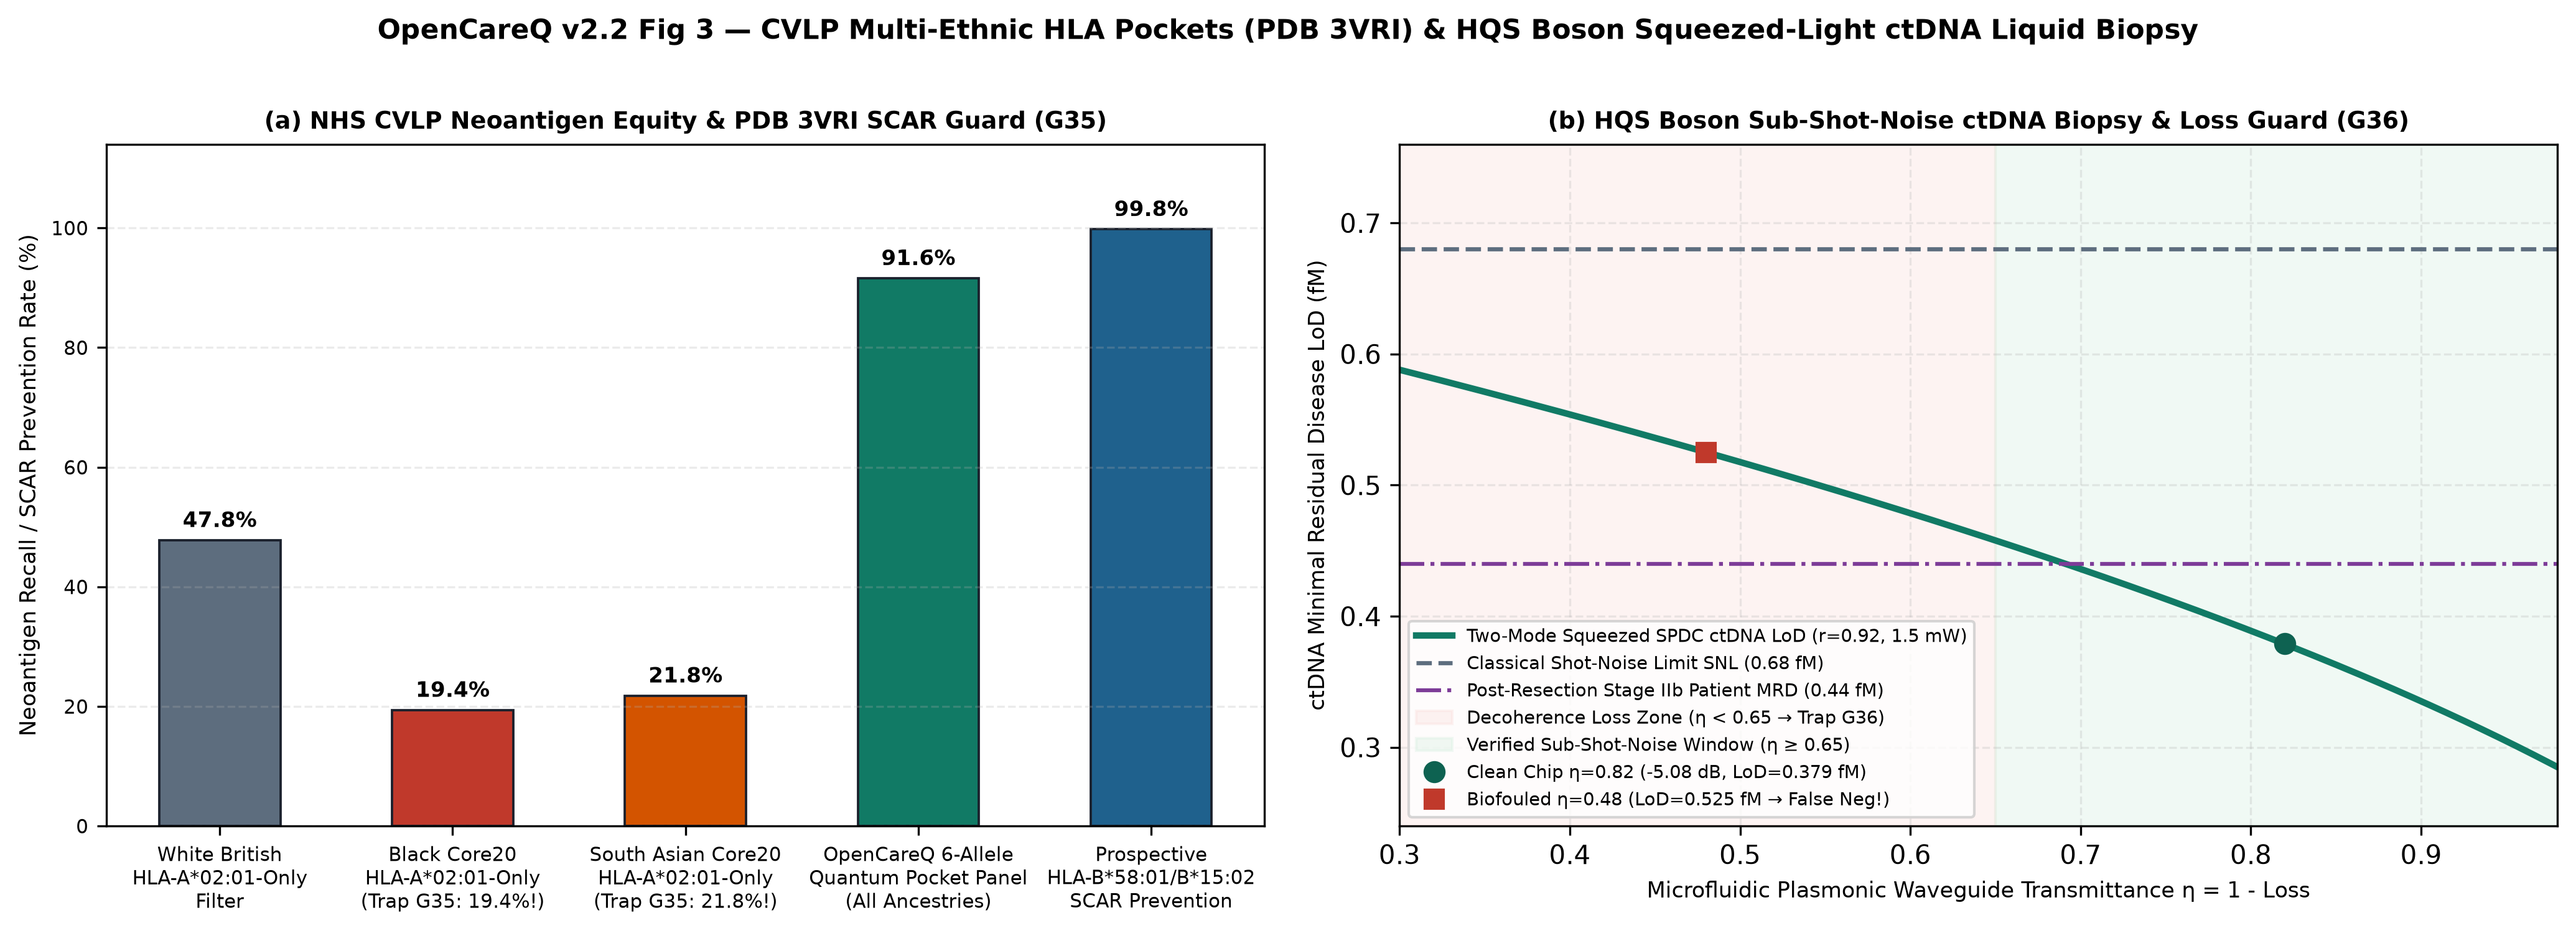 OpenCareQ v2.2 Fig 3 — CVLP Multi-Ethnic HLA Pockets (PDB 3VRI) & HQS Boson Squeezed-Light ctDNA Liquid Biopsy
(a) NHS CVLP Neoantigen Equity & PDB 3VRI SCAR Guard (G35)
Neoantigen Recall / SCAR Prevention Rate (%)
100
80
60
40
20
0
47.8%
19.4%
21.8%
91.6%
99.8%
White British
HLA-A*02:01-Only
Filter
Black Core20
HLA-A*02:01-Only
(Trap G35: 19.4%!)
South Asian Core20
HLA-A*02:01-Only
(Trap G35: 21.8%!)
OpenCareQ 6-Allele
Quantum Pocket Panel
(All Ancestries)
Prospective
HLA-B*58:01/B*15:02
SCAR Prevention
(b) HQS Boson Sub-Shot-Noise ctDNA Biopsy & Loss Guard (G36)
ctDNA Minimal Residual Disease LoD (fM)
0.7
0.6
0.5
0.4
0.3
Two-Mode Squeezed SPDC ctDNA LoD (r=0.92, 1.5 mW)
Classical Shot-Noise Limit SNL (0.68 fM)
Post-Resection Stage IIb Patient MRD (0.44 fM)
Decoherence Loss Zone (η < 0.65 → Trap G36)
Verified Sub-Shot-Noise Window (η ≥ 0.65)
Clean Chip η=0.82 (-5.08 dB, LoD=0.379 fM)
Biofouled η=0.48 (LoD=0.525 fM → False Neg!)
0.3
0.4
0.5
0.6
0.7
0.8
0.9
Microfluidic Plasmonic Waveguide Transmittance η = 1 - Loss